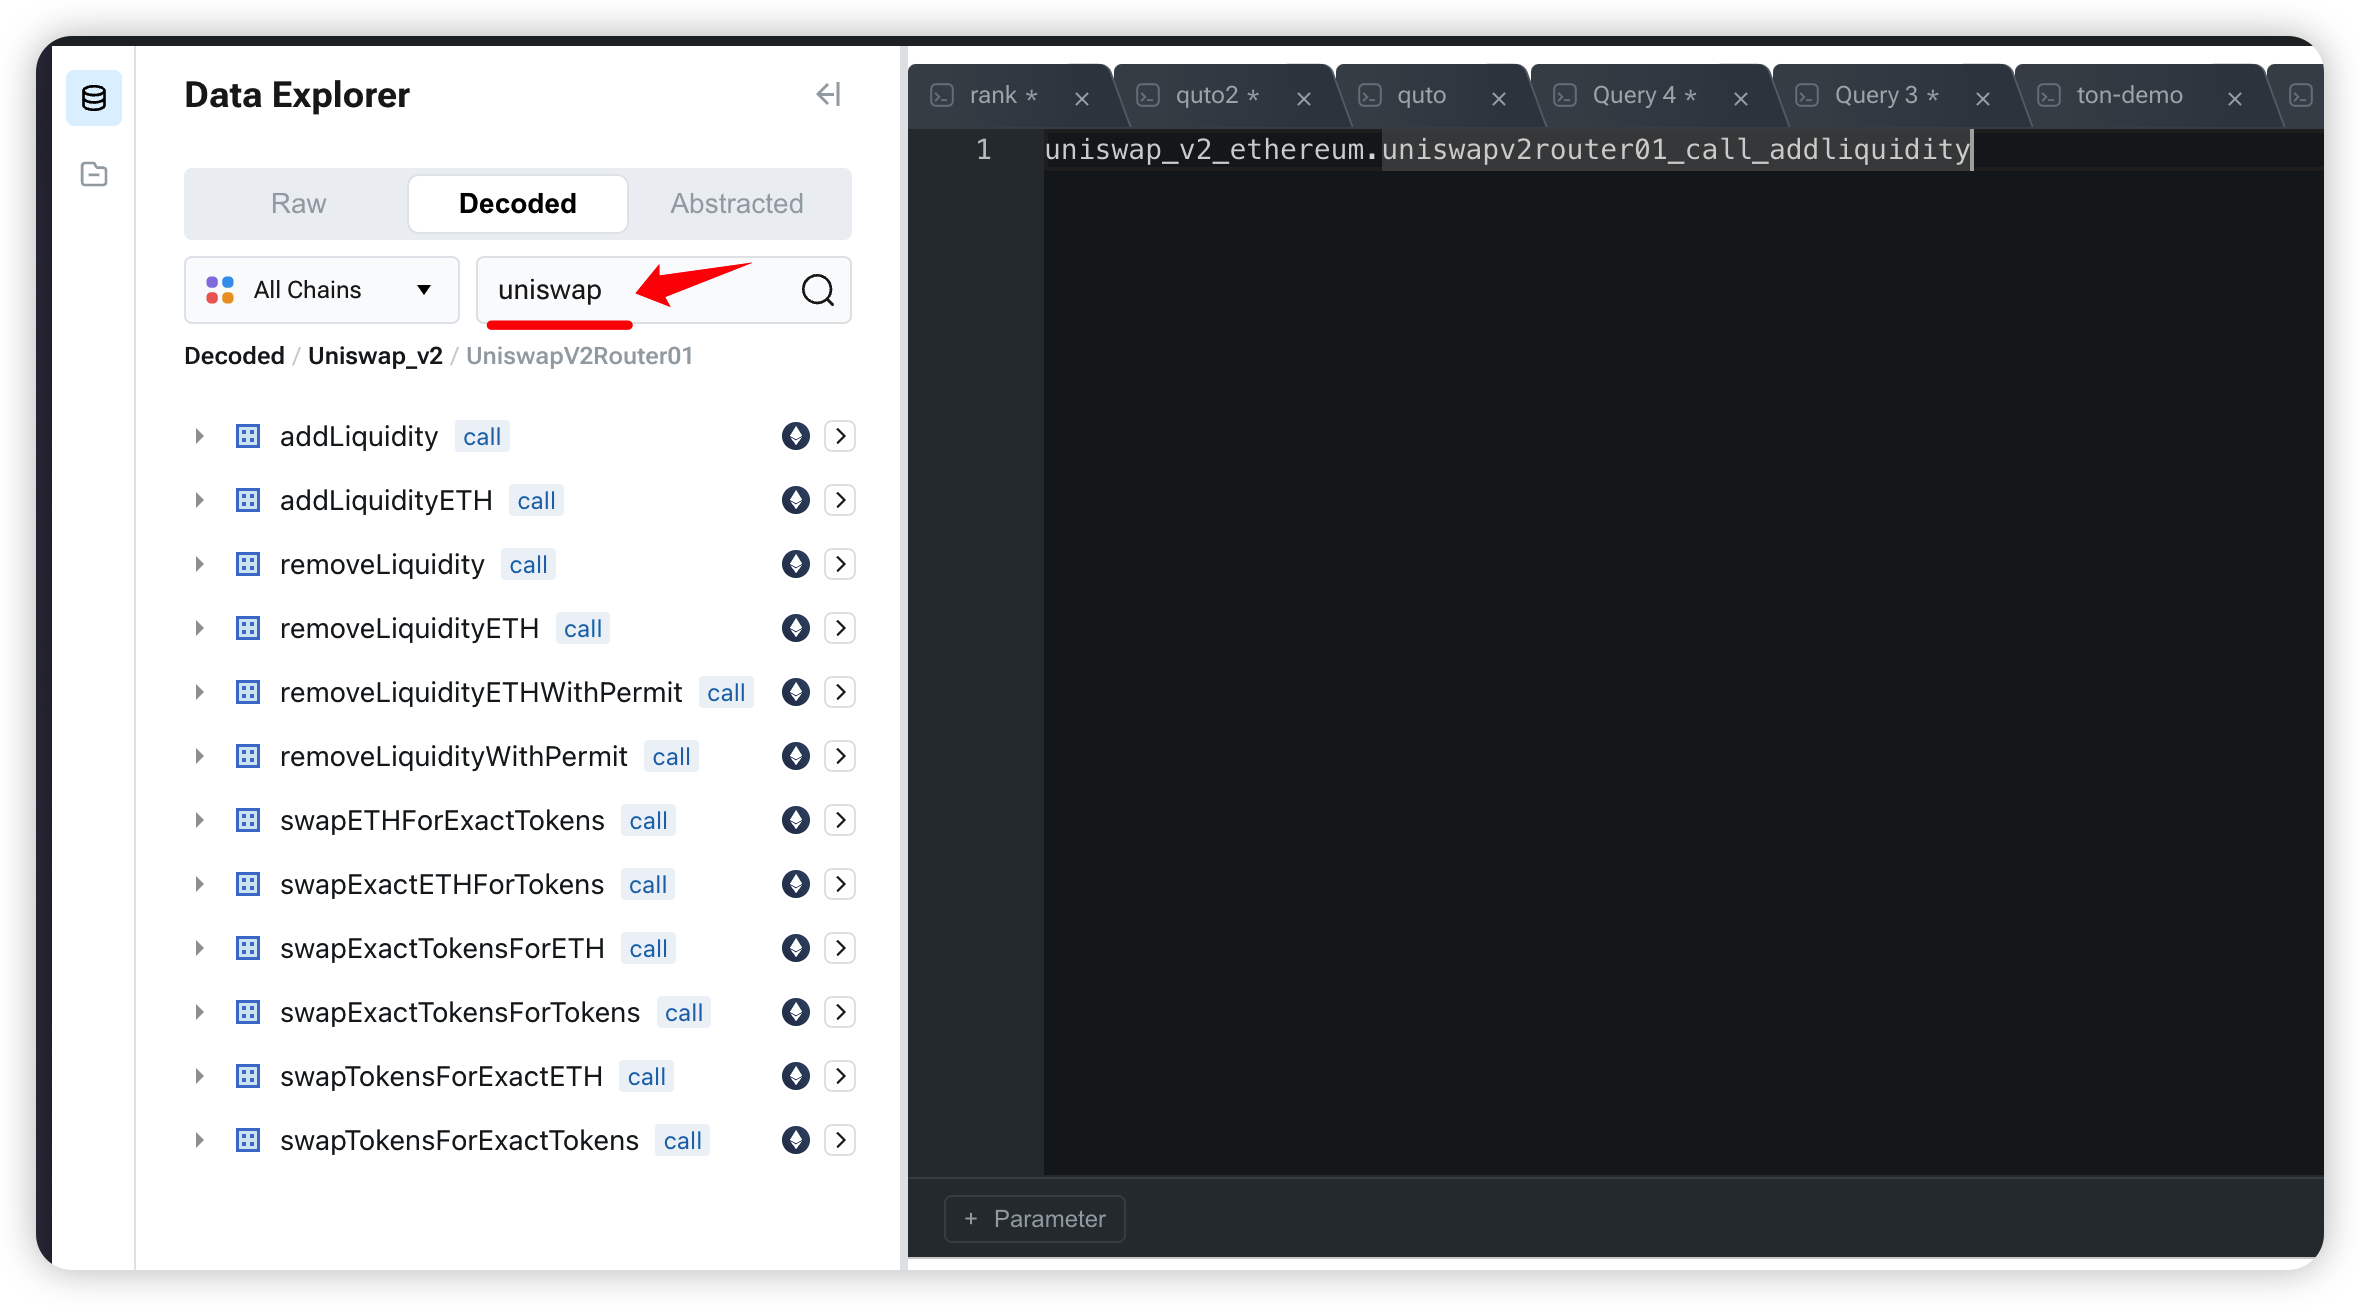 Data Explorer
Raw Decoded Abstracted
All Chains uniswap
Decoded / Uniswap_v2 / UniswapV2Router01
addLiquidity call
addLiquidityETH call
removeLiquidity call
removeLiquidityETH call
removeLiquidityETHWithPermit call
removeLiquidityWithPermit call
swapETHForExactTokens call
swapExactETHForTokens call
swapExactTokensForETH call
swapExactTokensForTokens call
swapTokensForExactETH call
swapTokensForExactTokens call
rank * quto2 * quto Query 4 * Query 3 * ton-demo
1 uniswap_v2_ethereum.uniswapv2router01_call_addliquidity
+ Parameter